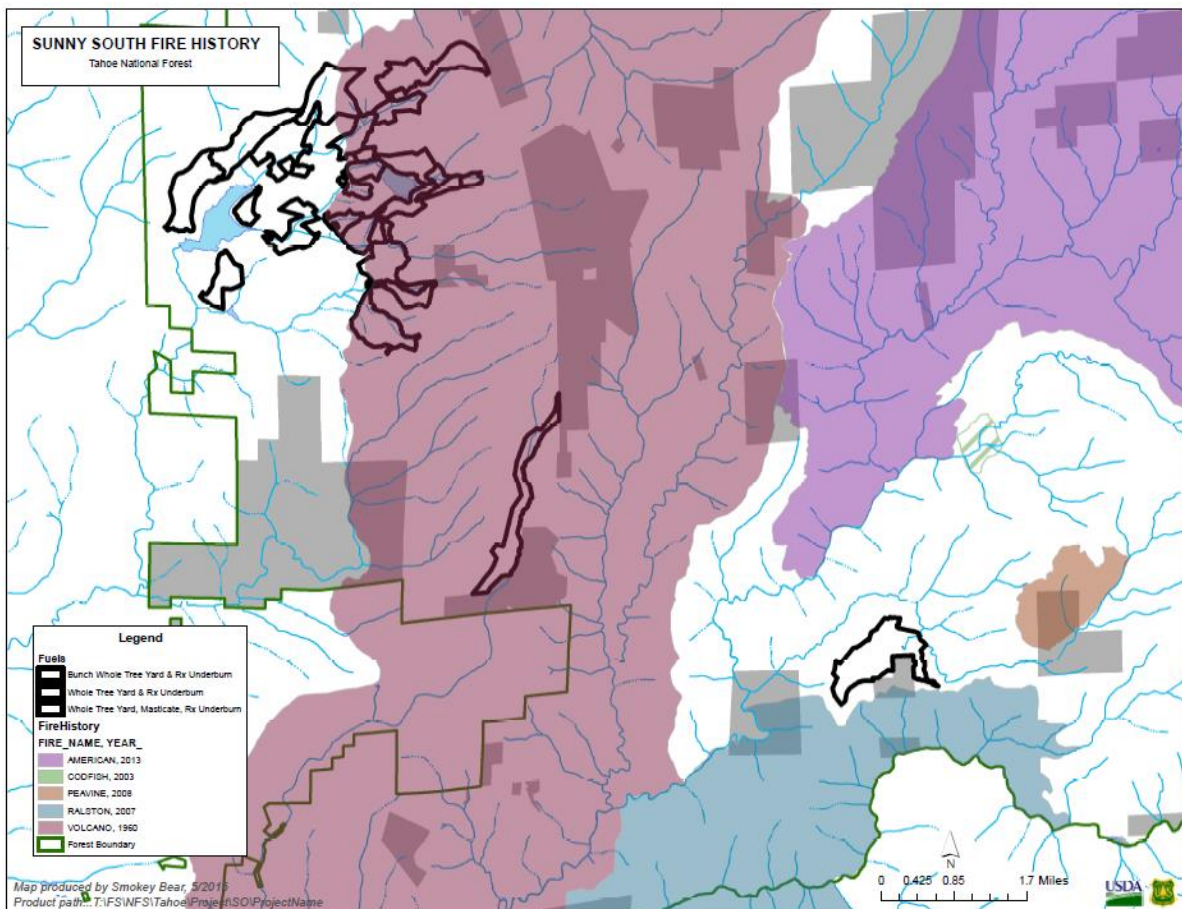 SUNNY SOUTH FIRE HISTORY
Tahoe National Forest
Legend
Fuels
Bunch Whole Tree Yard & Rx Underburn
Whole Tree Yard & Rx Underburn
Whole Tree Yard, Masticate, Rx Underburn
FireHistory
FIRE_NAME, YEAR_
AMERICAN, 2013
CODFISH, 2003
PEAVINE, 2008
RALSTON, 2007
VOLCANO, 1960
Forest Boundary
Map produced by Smokey Bear, 5/2015
Product path...T:\FS\NFS\Tahoe\Project\SO\ProjectName
N
0 0.425 0.85 1.7 Miles
USDA